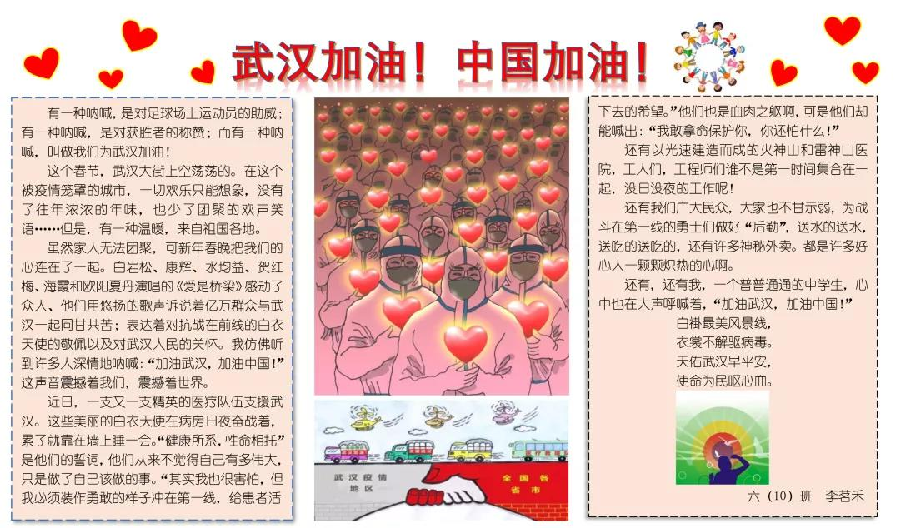 武汉加油！中国加油！
有一种呐喊，是对足球场上运动员的助威；
有一种呐喊，是对获胜者的称赞；而有一种呐
喊，叫做我们为武汉加油！
这个春节，武汉大街上空荡荡的。在这个
被疫情笼罩的城市，一切欢乐只能想象，没有
了往年浓浓的年味，也少了团聚的欢声笑
语……但是，有一种温暖，来自祖国各地。
虽然家人无法团聚，可新年春晚把我们的
心连在了一起。白岩松、康辉、水均益、贺红
梅、海霞和欧阳夏丹演唱的《爱是桥梁》感动了
众人、他们用悠扬的歌声诉说着亿万群众与武
汉一起同甘共苦；表达着对抗战在前线的白衣
天使的敬佩以及对武汉人民的关怀。我仿佛听
到许多人深情地呐喊：“加油武汉，加油中国！”
这声音震撼着我们，震撼着世界。
近日，一支又一支精英的医疗队伍支援武
汉。这些美丽的白衣天使在病房日夜奋战着，
累了就靠在墙上睡一会。“健康所系，性命相托”
是他们的誓词，他们从来不觉得自己有多伟大，
只是做了自己该做的事。“其实我也很害怕，但
我必须装作勇敢的样子冲在第一线，给患者活
武汉疫情
地区
全国各
省市
下去的希望。”他们也是血肉之躯啊，可是他们却
能喊出：“我敢拿命保护你，你还怕什么！”
还有以光速建造而成的火神山和雷神山医
院，工人们，工程师们谁不是第一时间集合在一
起，没日没夜的工作呢！
还有我们广大民众，大家也不甘示弱，为战
斗在第一线的勇士们做好“后勤”，送水的送水，
送吃的送吃的，还有许多神秘外卖。都是许多好
心人一颗颗炽热的心啊。
还有，还有我，一个普普通通的中学生，心
中也在大声呼喊着，“加油武汉，加油中国！”
白褂最美风景线，
衣裳不解驱病毒。
天佑武汉早平安，
使命为民呕心血。
六（10）班 李茗禾